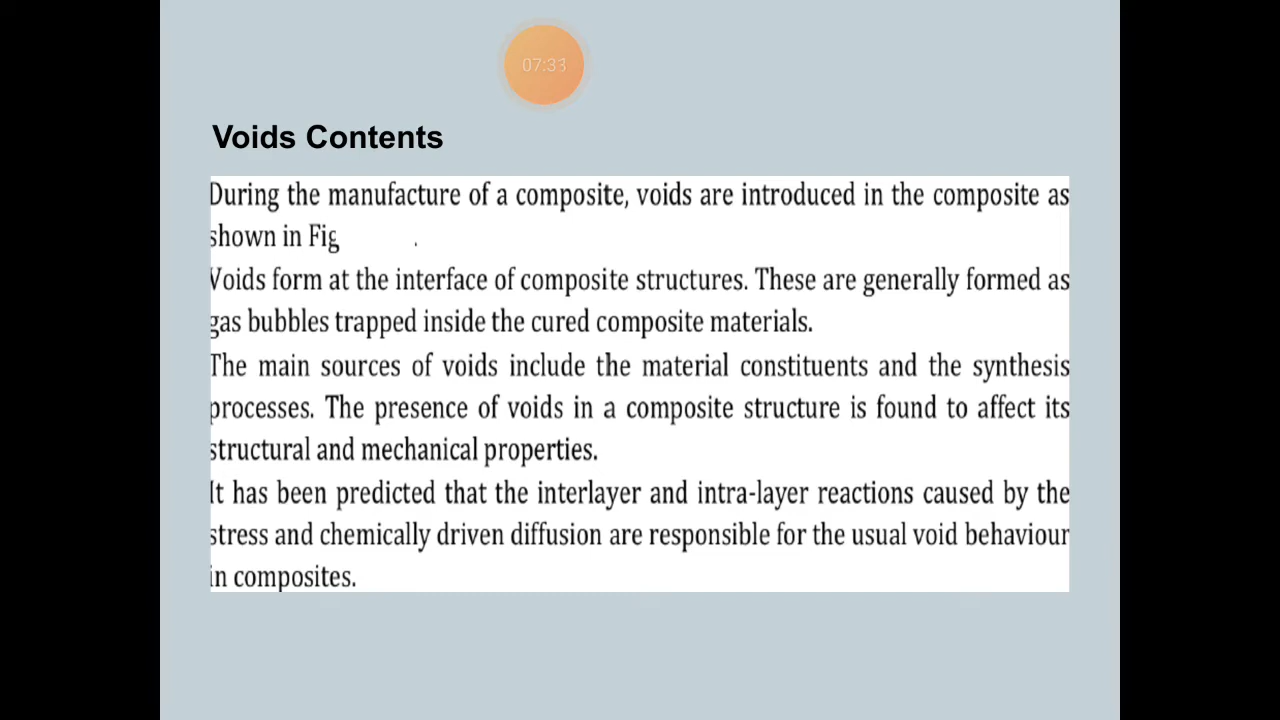 07:33
Voids Contents
During the manufacture of a composite, voids are introduced in the composite as
shown in Fig .
Voids form at the interface of composite structures. These are generally formed as
gas bubbles trapped inside the cured composite materials.
The main sources of voids include the material constituents and the synthesis
processes. The presence of voids in a composite structure is found to affect its
structural and mechanical properties.
It has been predicted that the interlayer and intra-layer reactions caused by the
stress and chemically driven diffusion are responsible for the usual void behaviour
in composites.